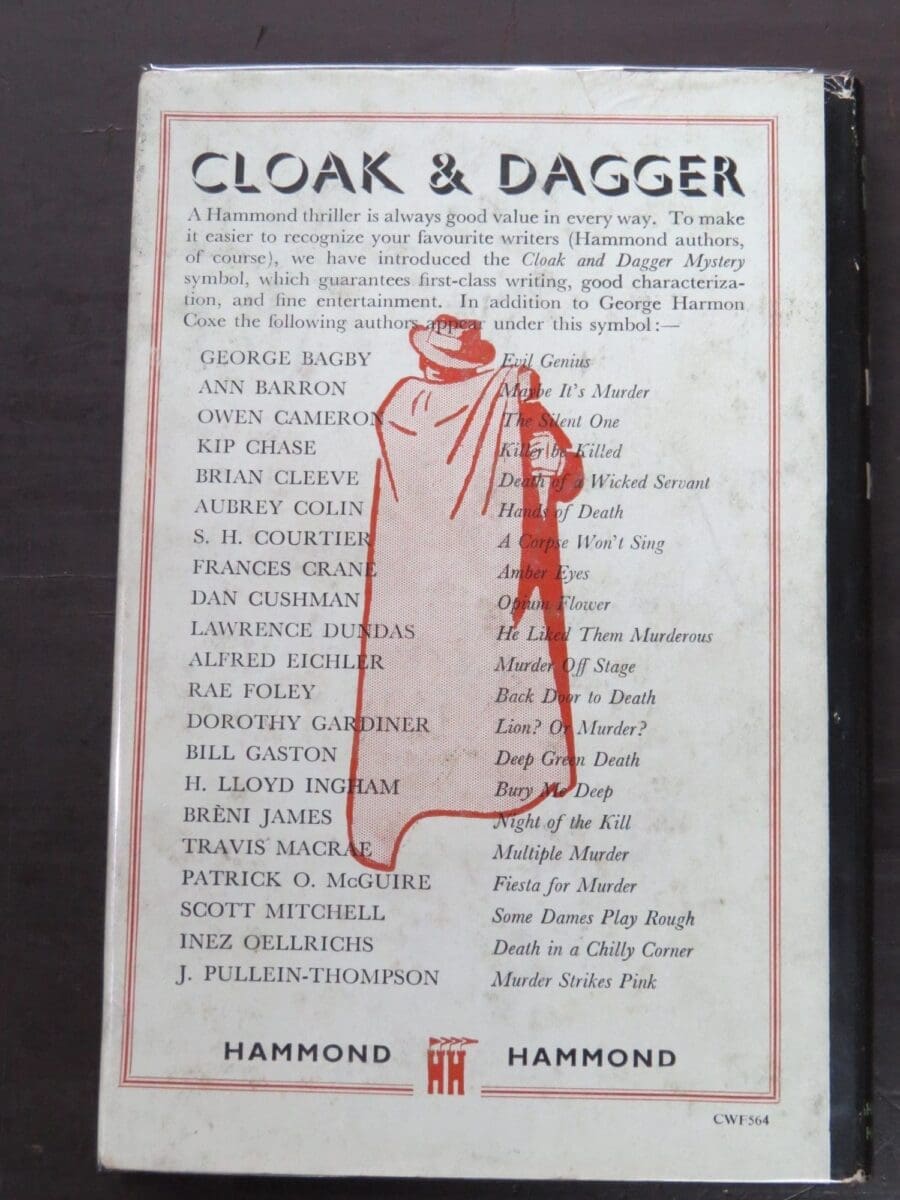 CLOAK & DAGGER
A Hammond thriller is always good value in every way. To make
it easier to recognize your favourite writers (Hammond authors,
of course), we have introduced the Cloak and Dagger Mystery
symbol, which guarantees first-class writing, good characteriza-
tion, and fine entertainment. In addition to George Harmon
Coxe the following authors appear under this symbol:—
GEORGE BAGBY Evil Genius
ANN BARRON Maybe It's Murder
OWEN CAMERON The Silent One
KIP CHASE Killer be Killed
BRIAN CLEEVE Death of a Wicked Servant
AUBREY COLIN Hands of Death
S. H. COURTIER A Corpse Won't Sing
FRANCES CRANE Amber Eyes
DAN CUSHMAN Opium Flower
LAWRENCE DUNDAS He Liked Them Murderous
ALFRED EICHLER Murder Off Stage
RAE FOLEY Back Door to Death
DOROTHY GARDINER Lion? Or Murder?
BILL GASTON Deep Green Death
H. LLOYD INGHAM Bury Me Deep
BRÈNI JAMES Night of the Kill
TRAVIS MACRAE Multiple Murder
PATRICK O. McGUIRE Fiesta for Murder
SCOTT MITCHELL Some Dames Play Rough
INEZ OELLRICHS Death in a Chilly Corner
J. PULLEIN-THOMPSON Murder Strikes Pink
HAMMOND HH HAMMOND
CWF564